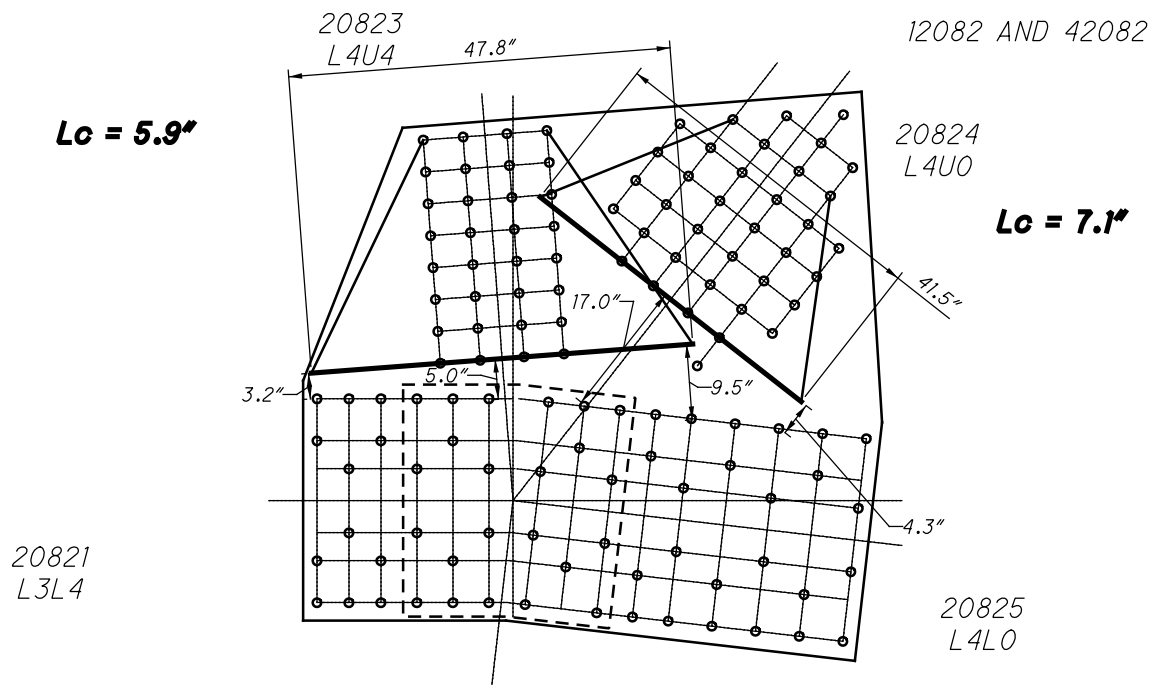 20823
L4U4
47.8"
12082 AND 42082
Lc = 5.9"
20824
L4U0
Lc = 7.1"
41.5"
17.0"
3.2"
5.0"
9.5"
4.3"
20821
L3L4
20825
L4L0